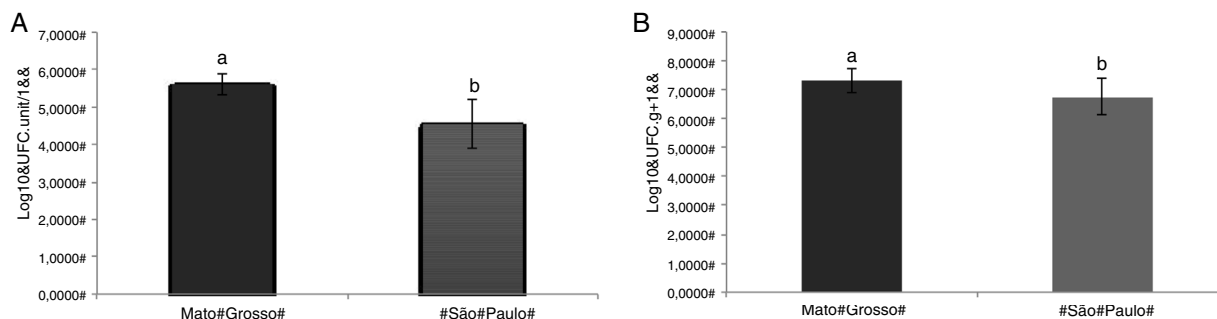 A
Log10&UFC.unit/1&&
7,0000#
6,0000#
5,0000#
4,0000#
3,0000#
2,0000#
1,0000#
0,0000#
a
b
Mato#Grosso#
#São#Paulo#
B
Log10&UFC.g+1&&
9,0000#
8,0000#
7,0000#
6,0000#
5,0000#
4,0000#
3,0000#
2,0000#
1,0000#
0,0000#
a
b
Mato#Grosso#
#São#Paulo#